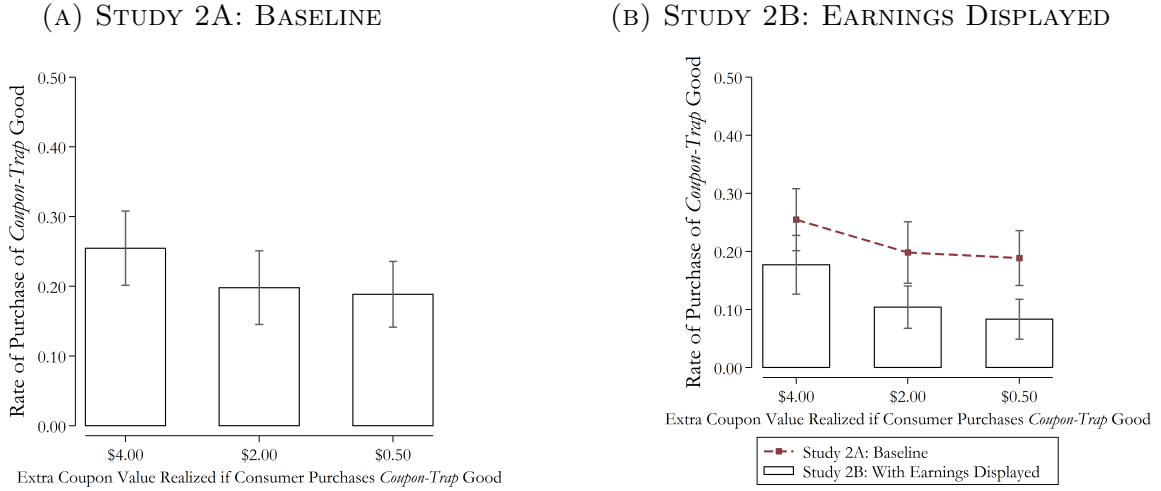 (A) STUDY 2A: BASELINE
Rate of Purchase of Coupon-Trap Good
0.50
0.40
0.30
0.20
0.10
0.00
$4.00 $2.00 $0.50
Extra Coupon Value Realized if Consumer Purchases Coupon-Trap Good
(B) STUDY 2B: EARNINGS DISPLAYED
Rate of Purchase of Coupon-Trap Good
0.50
0.40
0.30
0.20
0.10
0.00
$4.00 $2.00 $0.50
Extra Coupon Value Realized if Consumer Purchases Coupon-Trap Good
Study 2A: Baseline
Study 2B: With Earnings Displayed